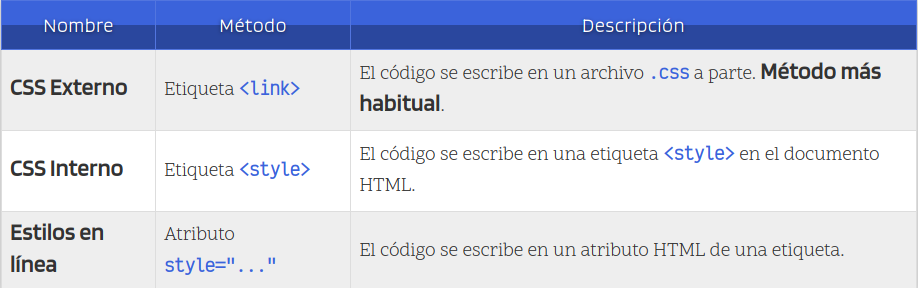 Nombre Método Descripción
CSS Externo Etiqueta <link> El código se escribe en un archivo .css a parte. Método más
habitual.
CSS Interno Etiqueta <style> El código se escribe en una etiqueta <style> en el documento
HTML.
Estilos en
línea
Atributo
style="..."
El código se escribe en un atributo HTML de una etiqueta.